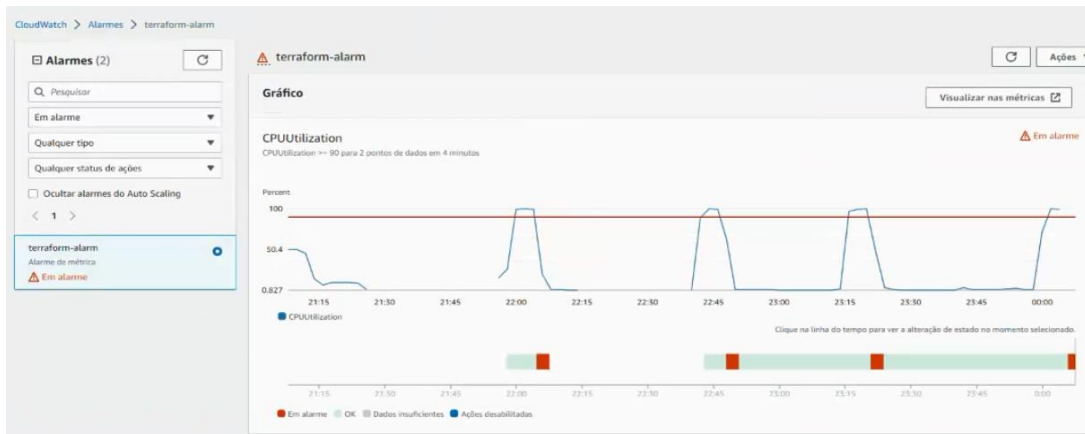 CloudWatch > Alarmes > terraform-alarm
Alarmes (2)
Pesquisar
Em alarme
Qualquer tipo
Qualquer status de ações
Ocultar alarmes do Auto Scaling
< 1 >
terraform-alarm
Alarme de métrica
Em alarme
terraform-alarm
Ações
Gráfico
Visualizar nas métricas
CPUUtilization
Em alarme
CPUUtilization >= 90 para 2 pontos de dados em 4 minutos
Percent
100
50.4
0.827
21:15 21:30 21:45 22:00 22:15 22:30 22:45 23:00 23:15 23:30 23:45 00:00
CPUUtilization
Clique na linha do tempo para ver a alteração de estado no momento selecionado.
21:15 21:30 21:45 22:00 22:15 22:30 22:45 23:00 23:15 23:30 23:45 0:00
Em alarme OK Dados insuficientes Ações desabilitadas